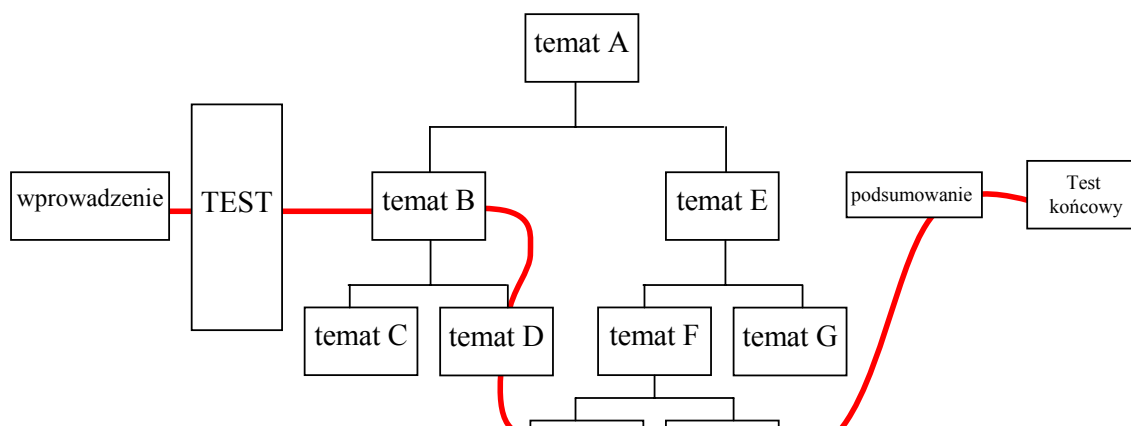 temat A
wprowadzenie
TEST
temat B
temat E
podsumowanie
Test
końcowy
temat C
temat D
temat F
temat G